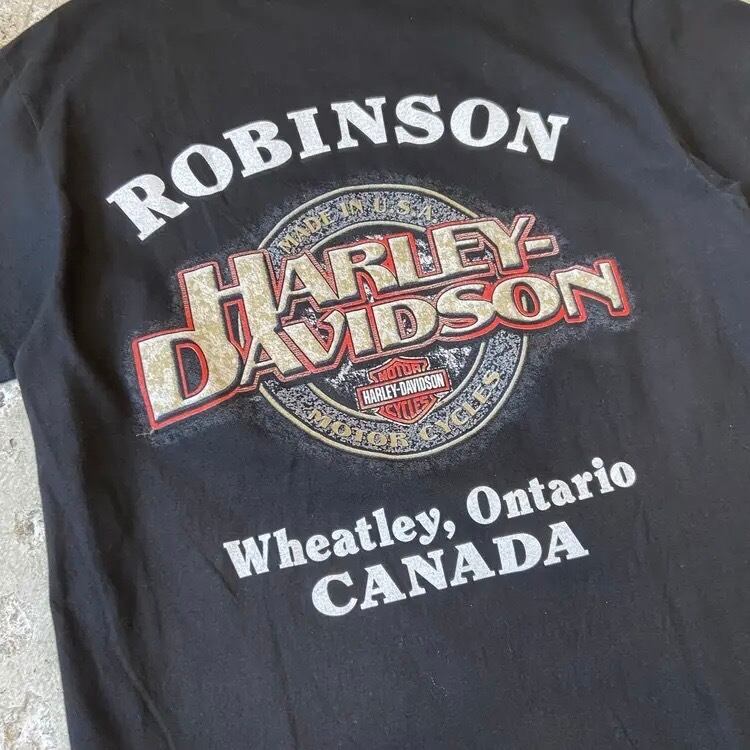 ROBINSON
MADE IN U.S.A.
HARLEY-
DAVIDSON
MOTOR
HARLEY-DAVIDSON
CYCLES
MOTOR CYCLES
Wheatley, Ontario
CANADA